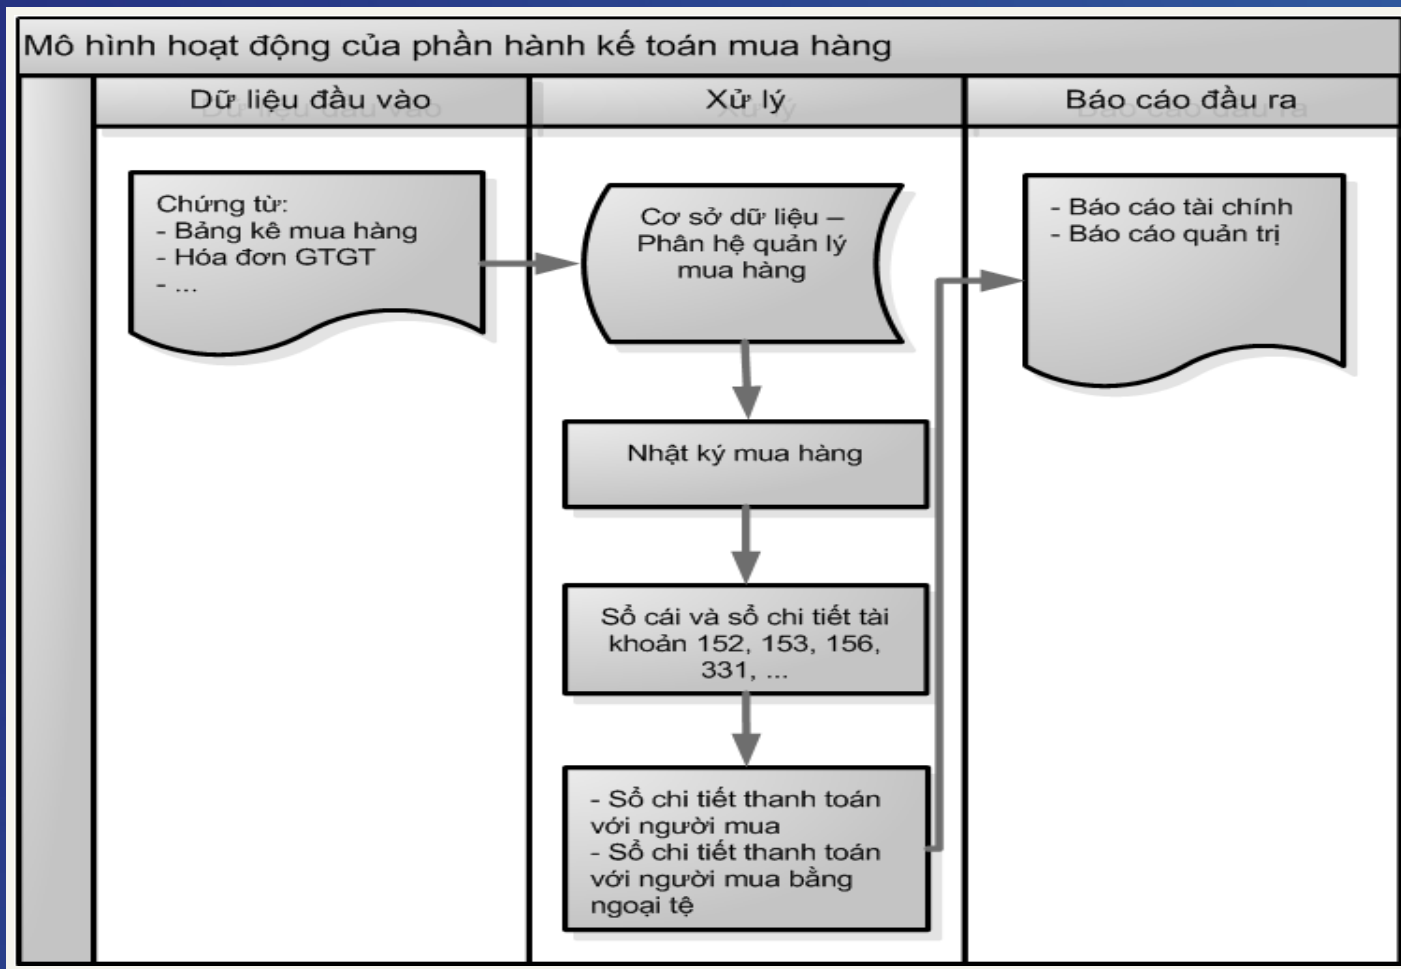 Mô hình hoạt động của phần hành kế toán mua hàng
Dữ liệu đầu vào
Xử lý
Báo cáo đầu ra
Chứng từ:
- Bảng kê mua hàng
- Hóa đơn GTGT
- ...
Cơ sở dữ liệu –
Phân hệ quản lý
mua hàng
Nhật ký mua hàng
Sổ cái và sổ chi tiết tài
khoản 152, 153, 156,
331, ...
- Sổ chi tiết thanh toán
với người mua
- Sổ chi tiết thanh toán
với người mua bằng
ngoại tệ
- Báo cáo tài chính
- Báo cáo quản trị